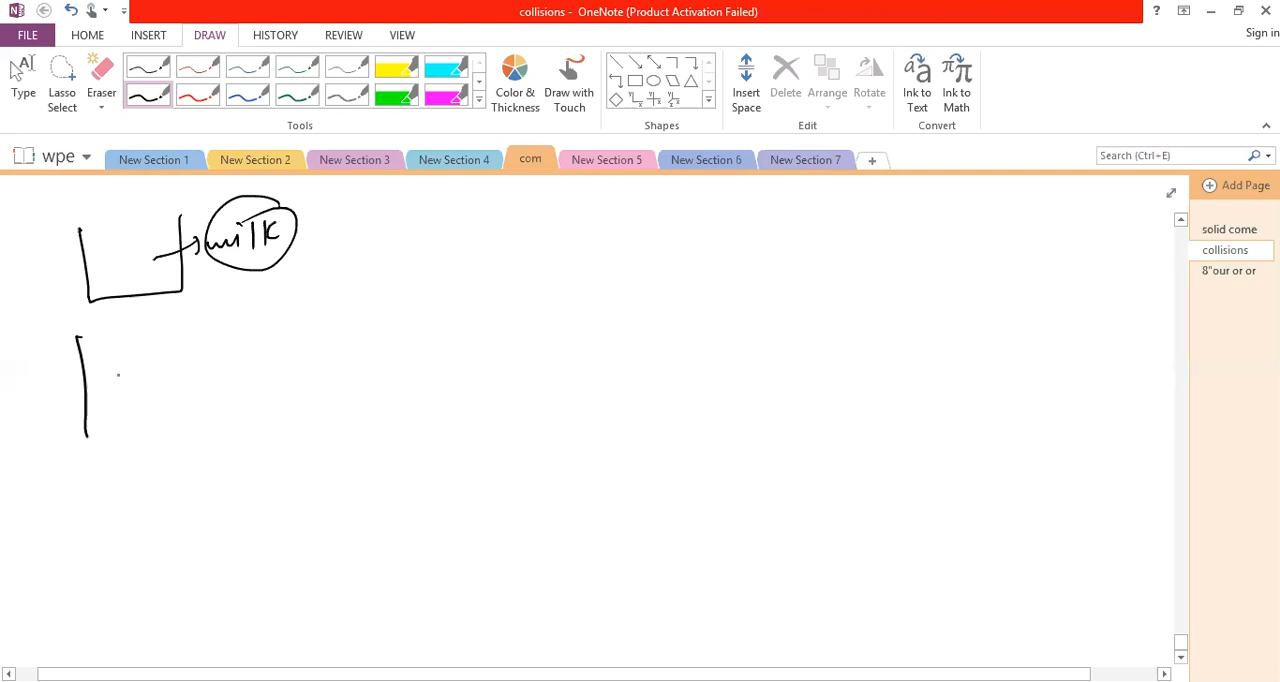 collisions - OneNote (Product Activation Failed)
?
FILE HOME INSERT DRAW HISTORY REVIEW VIEW
Sign in
Type
Lasso Select
Eraser
Color & Thickness
Draw with Touch
Insert Space
Delete
Arrange
Rotate
Ink to Text
Ink to Math
Tools
Shapes
Edit
Convert
wpe
New Section 1
New Section 2
New Section 3
New Section 4
com
New Section 5
New Section 6
New Section 7
Search (Ctrl+E)
Add Page
solid come
collisions
8"our or or
milk